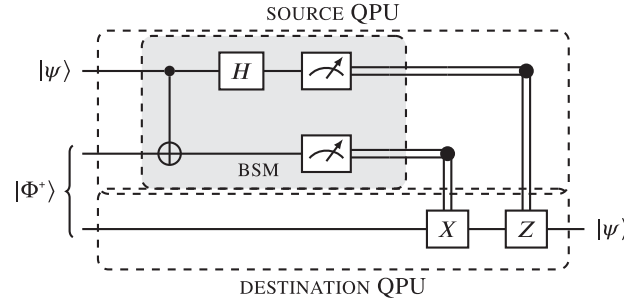 SOURCE QPU
|ψ⟩
H
BSM
|Φ⁺⟩
X
Z
|ψ⟩
DESTINATION QPU